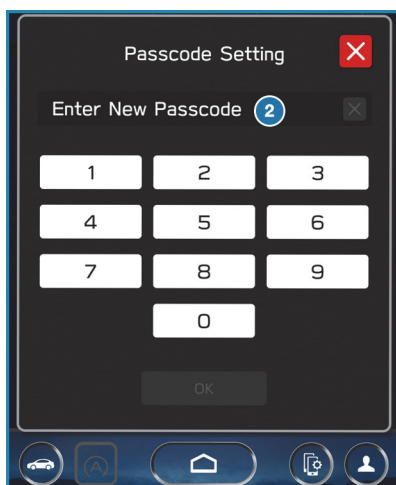 Passcode Setting
Enter New Passcode 2
1 2 3
4 5 6
7 8 9
0
OK
A